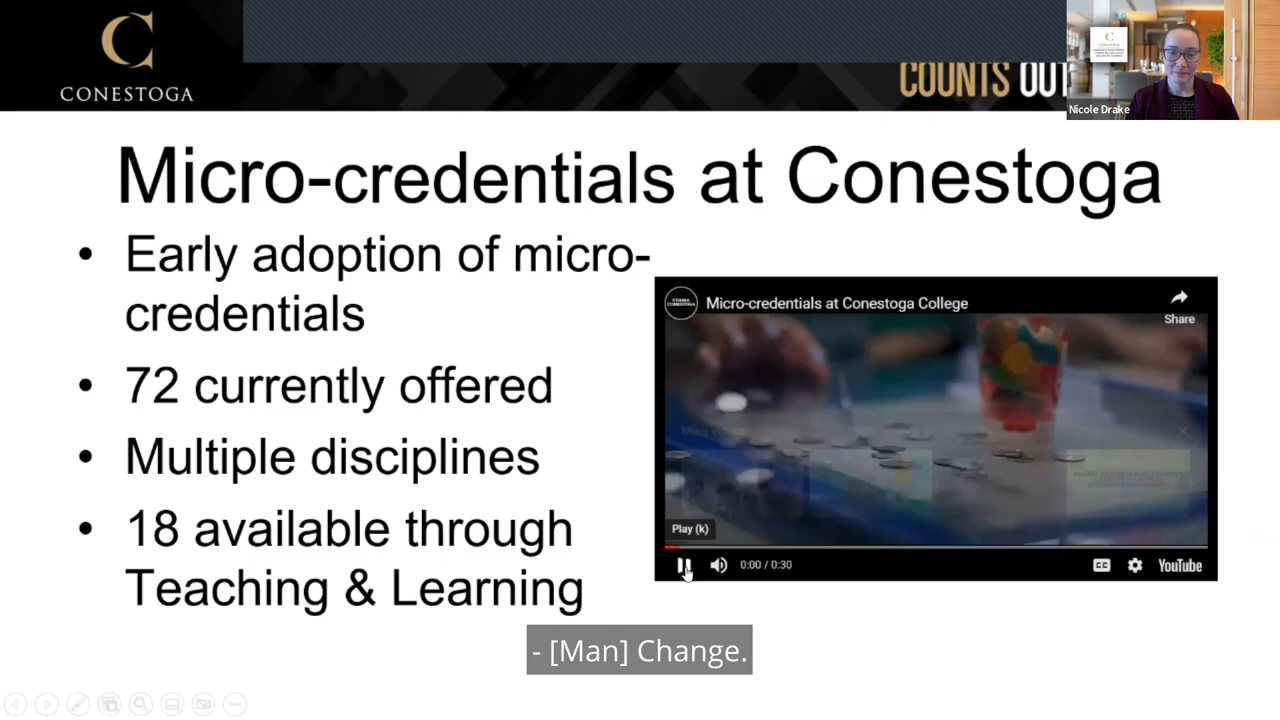 CONESTOGA
COUNTS OUT
Nicole Drake
Micro-credentials at Conestoga
• Early adoption of micro-
credentials
• 72 currently offered
• Multiple disciplines
• 18 available through
Teaching & Learning
Micro-credentials at Conestoga College
Share
Play (k)
0:00 / 0:30
CC
YouTube
- [Man] Change.